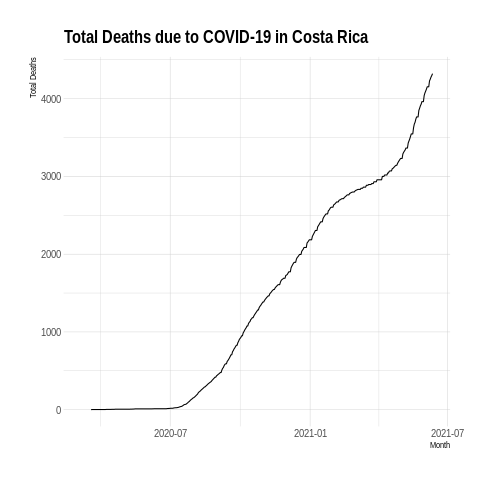 Total Deaths due to COVID-19 in Costa Rica
Total Deaths
4000
3000
2000
1000
0
2020-07
2021-01
2021-07
Month